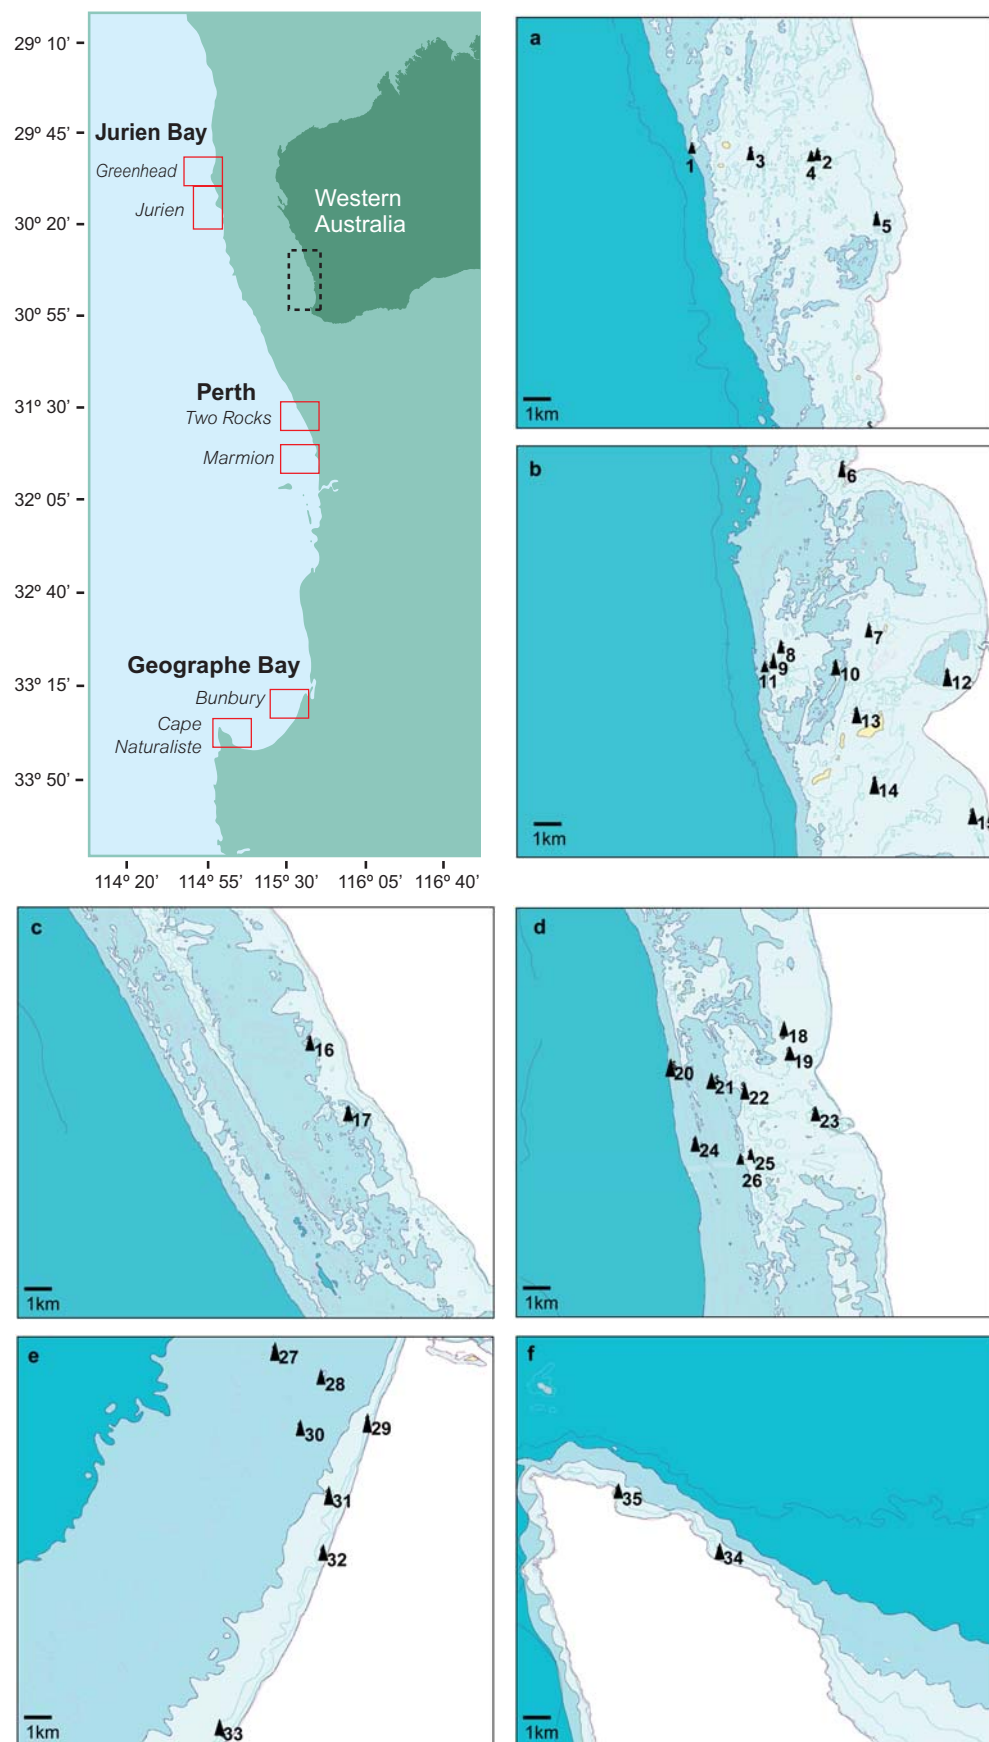 29º 10’
29º 45’
30º 20’
30º 55’
31º 30’
32º 05’
32º 40’
33º 15’
33º 50’
114º 20’
114º 55’
115º 30’
116º 05’
116º 40’
Jurien Bay
Greenhead
Jurien
Western
Australia
Perth
Two Rocks
Marmion
Geographe Bay
Bunbury
Cape
Naturaliste
a
1
3
4
2
5
1km
b
6
7
8
9
11
10
12
13
14
15
1km
c
16
17
1km
d
18
19
20
21
22
23
24
25
26
1km
e
27
28
29
30
31
32
33
1km
f
35
34
1km